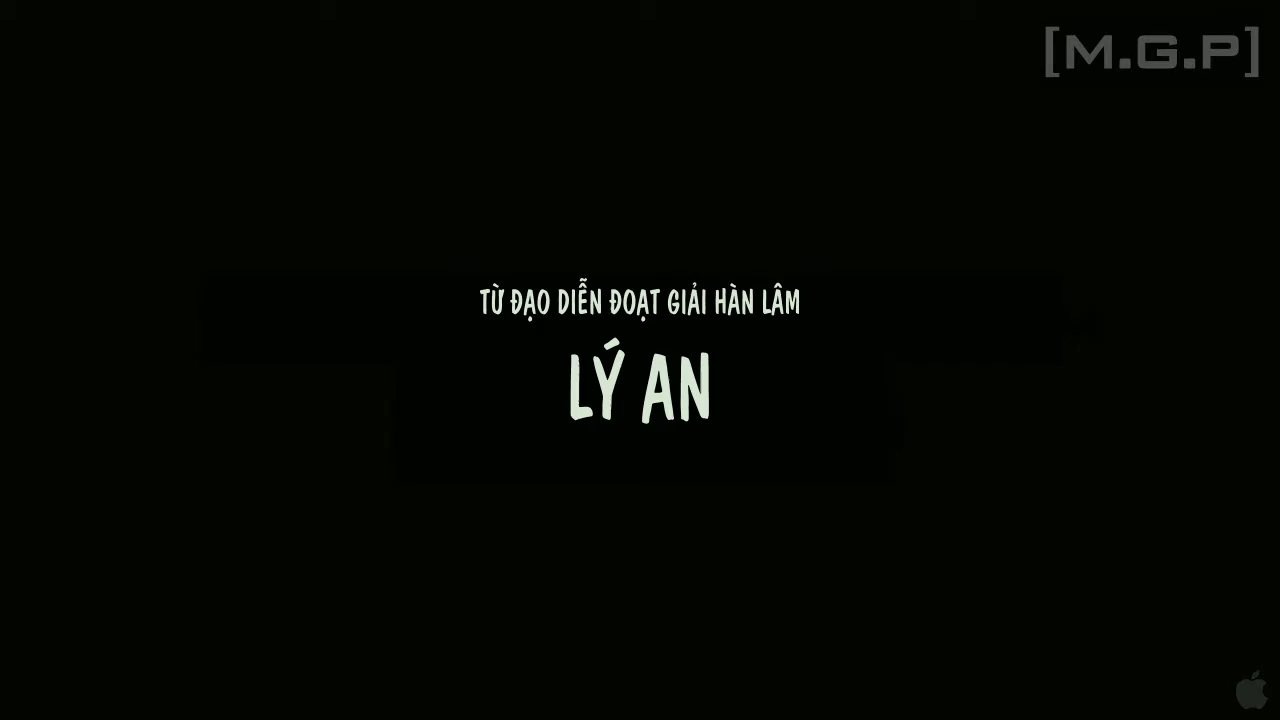 [M.G.P]
TỪ ĐẠO DIỄN ĐOẠT GIẢI HÀN LÂM
LÝ AN